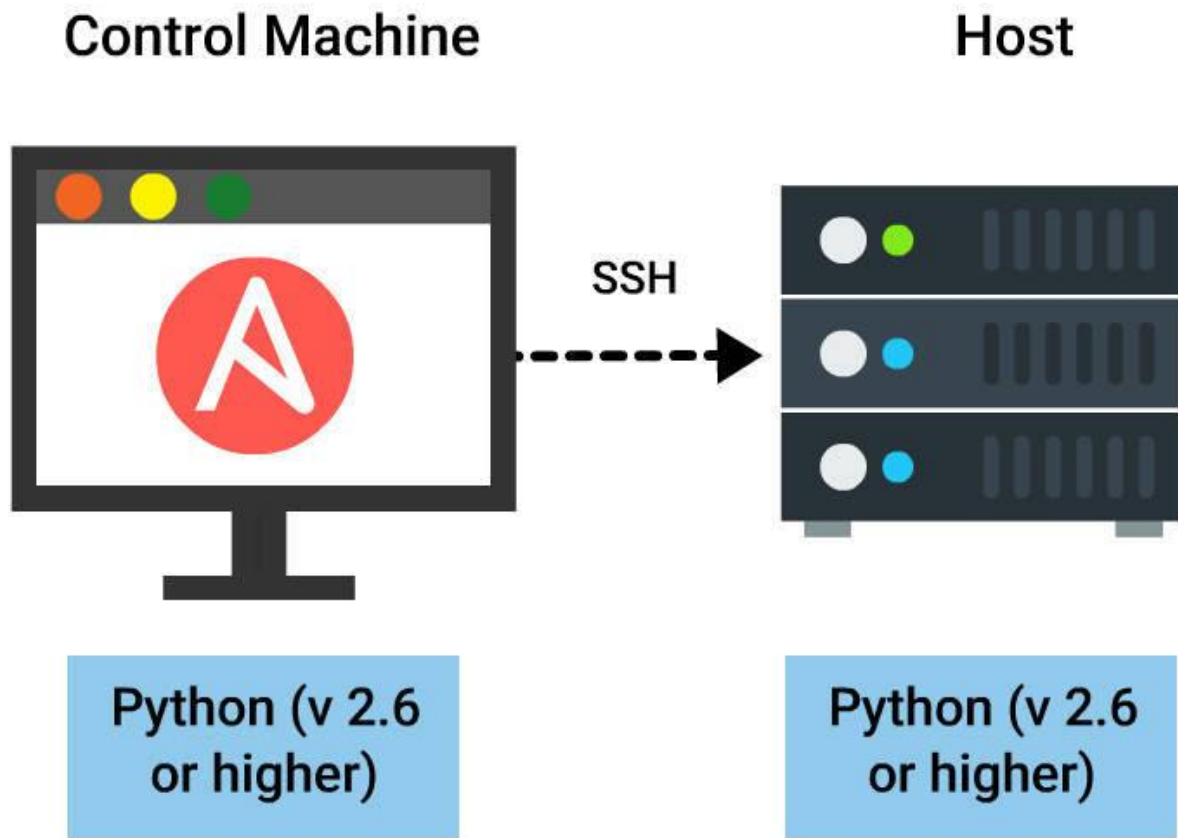 Control Machine
Host
SSH
Python (v 2.6
or higher)
Python (v 2.6
or higher)